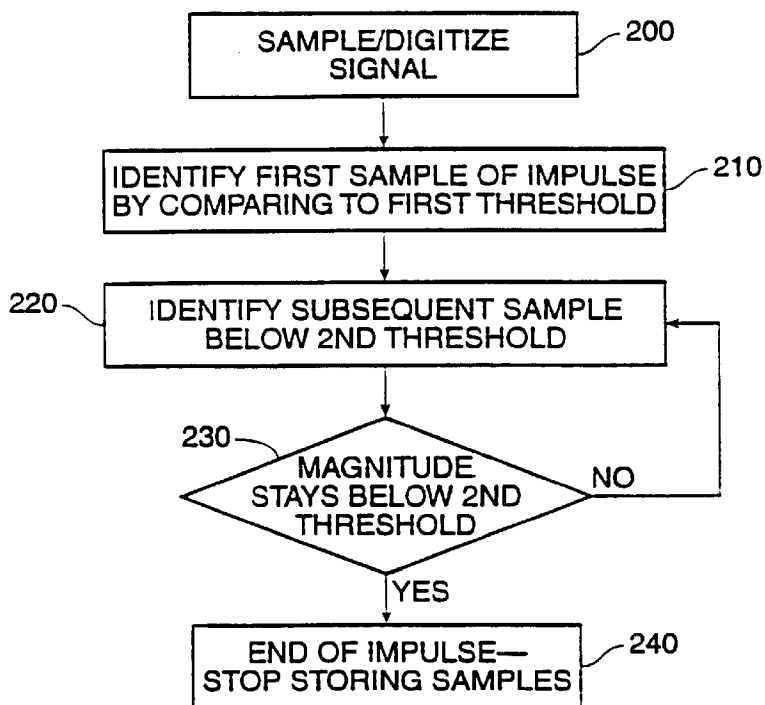 SAMPLE/DIGITIZE
SIGNAL
200
IDENTIFY FIRST SAMPLE OF IMPULSE
BY COMPARING TO FIRST THRESHOLD
210
220
IDENTIFY SUBSEQUENT SAMPLE
BELOW 2ND THRESHOLD
230
MAGNITUDE
STAYS BELOW 2ND
THRESHOLD
NO
YES
END OF IMPULSE—
STOP STORING SAMPLES
240